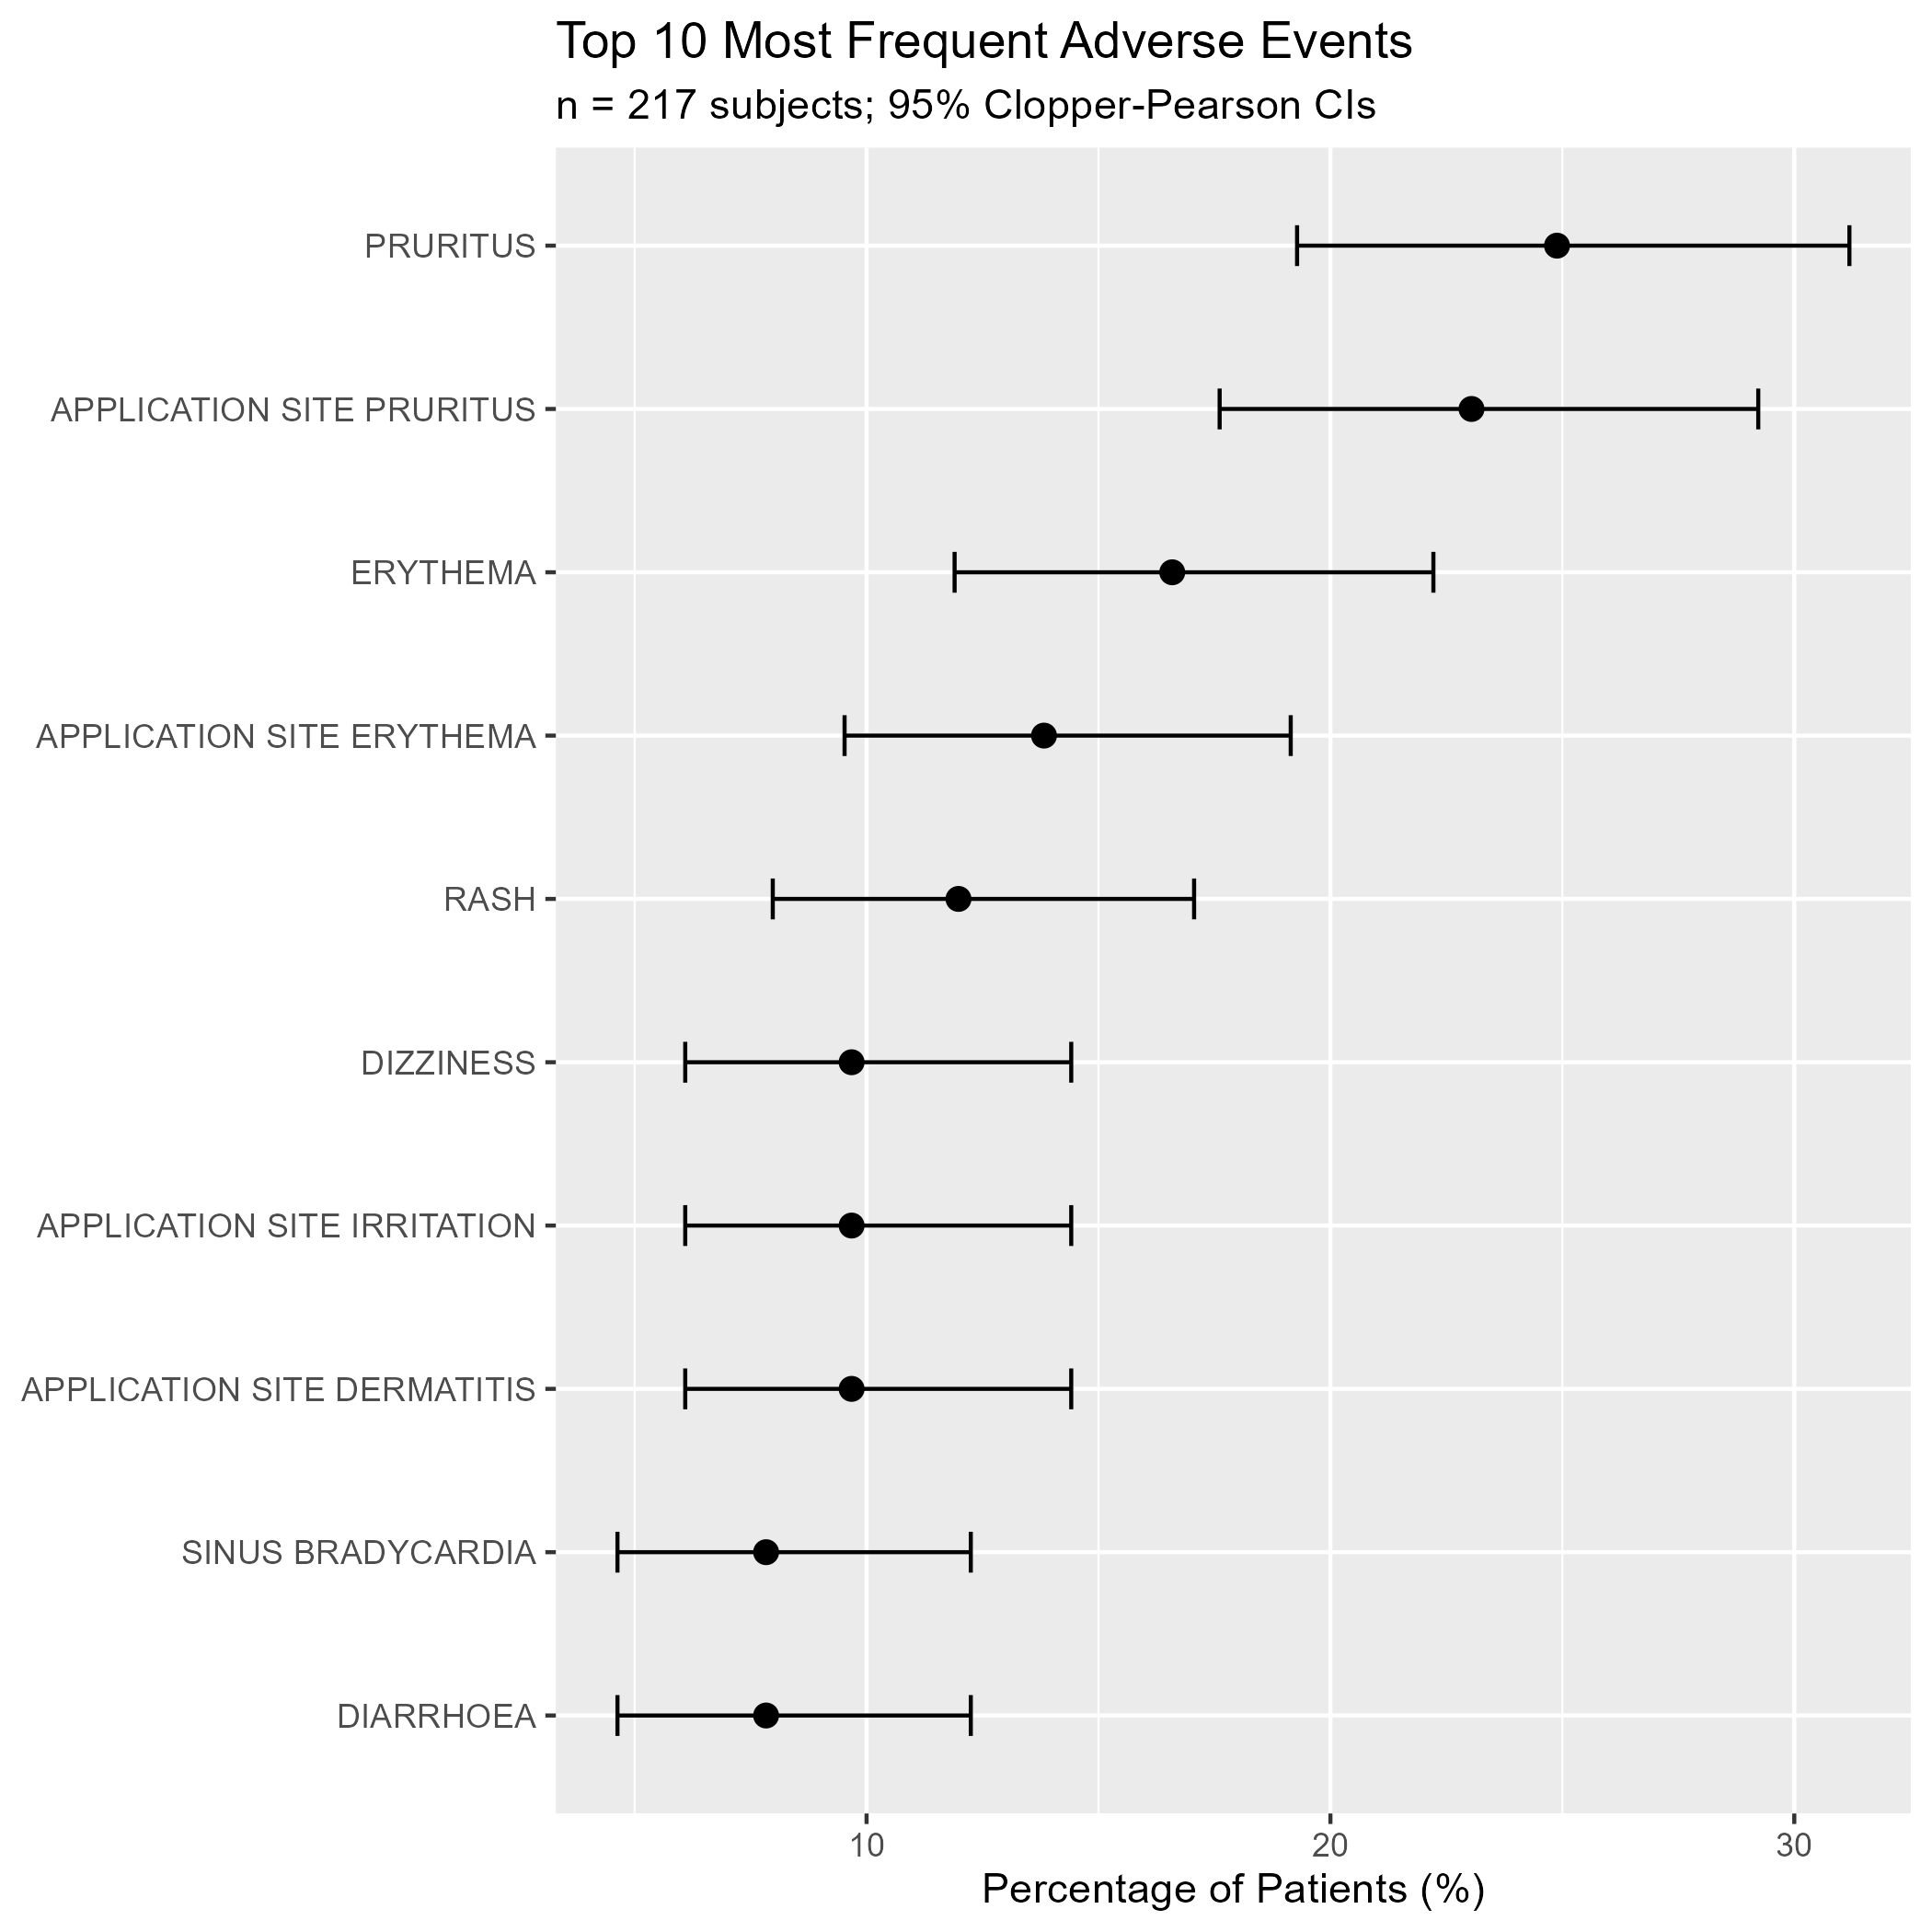 Top 10 Most Frequent Adverse Events
n = 217 subjects; 95% Clopper-Pearson CIs
PRURITUS
APPLICATION SITE PRURITUS
ERYTHEMA
APPLICATION SITE ERYTHEMA
RASH
DIZZINESS
APPLICATION SITE IRRITATION
APPLICATION SITE DERMATITIS
SINUS BRADYCARDIA
DIARRHOEA
10 20 30
Percentage of Patients (%)